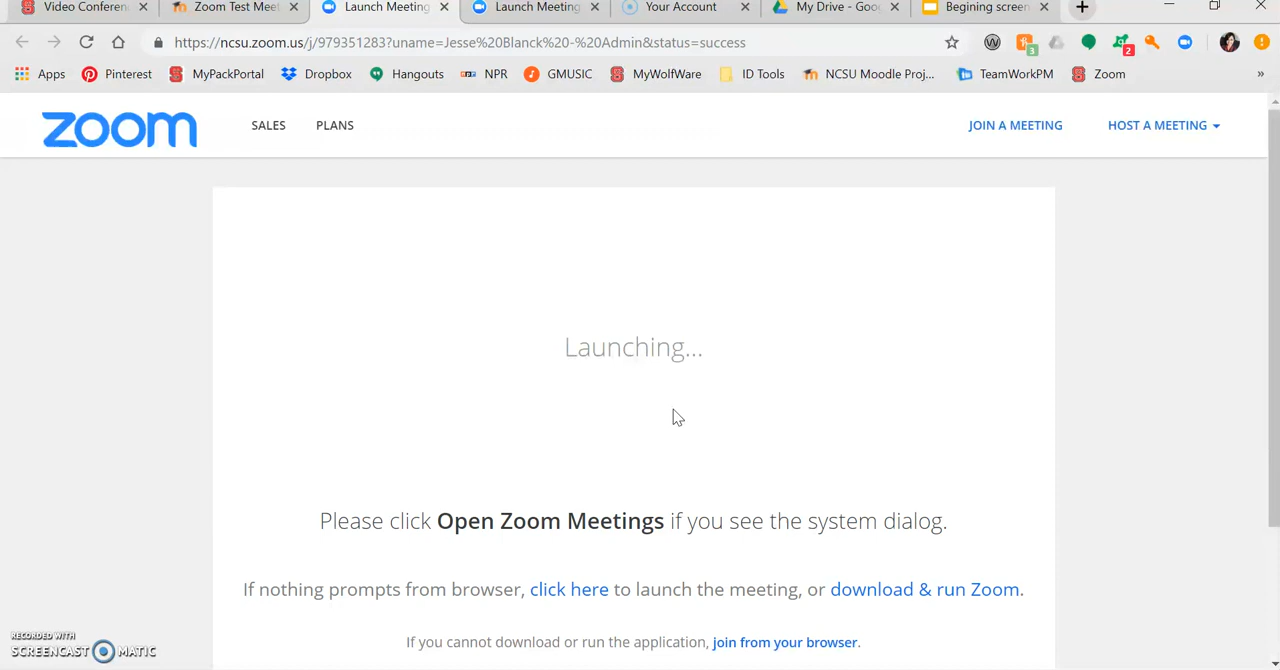 Video Conferen Zoom Test Meet Launch Meeting Launch Meeting Your Account My Drive - Goo Begining screen
https://ncsu.zoom.us/j/979351283?uname=Jesse%20Blanck%20-%20Admin&status=success
3 2
Apps Pinterest MyPackPortal Dropbox Hangouts NPR GMUSIC MyWolfWare ID Tools NCSU Moodle Proj... TeamWorkPM Zoom »
zoom SALES PLANS JOIN A MEETING HOST A MEETING
Launching...
Please click Open Zoom Meetings if you see the system dialog.
If nothing prompts from browser, click here to launch the meeting, or download & run Zoom.
If you cannot download or run the application, join from your browser.
RECORDED WITH
SCREENCAST MATIC